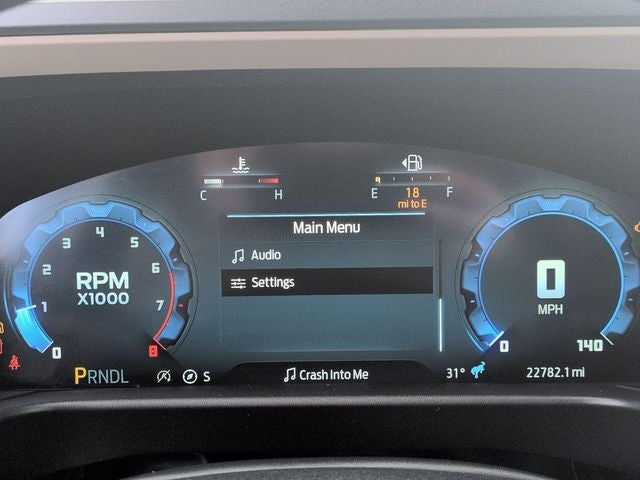 C H
E F
18
mi to E
Main Menu
Audio
Settings
0 1 2 3 4 5 6 7 8
RPM
X1000
0
MPH
0 140
PRNDL
S
Crash Into Me
31°
22782.1 mi